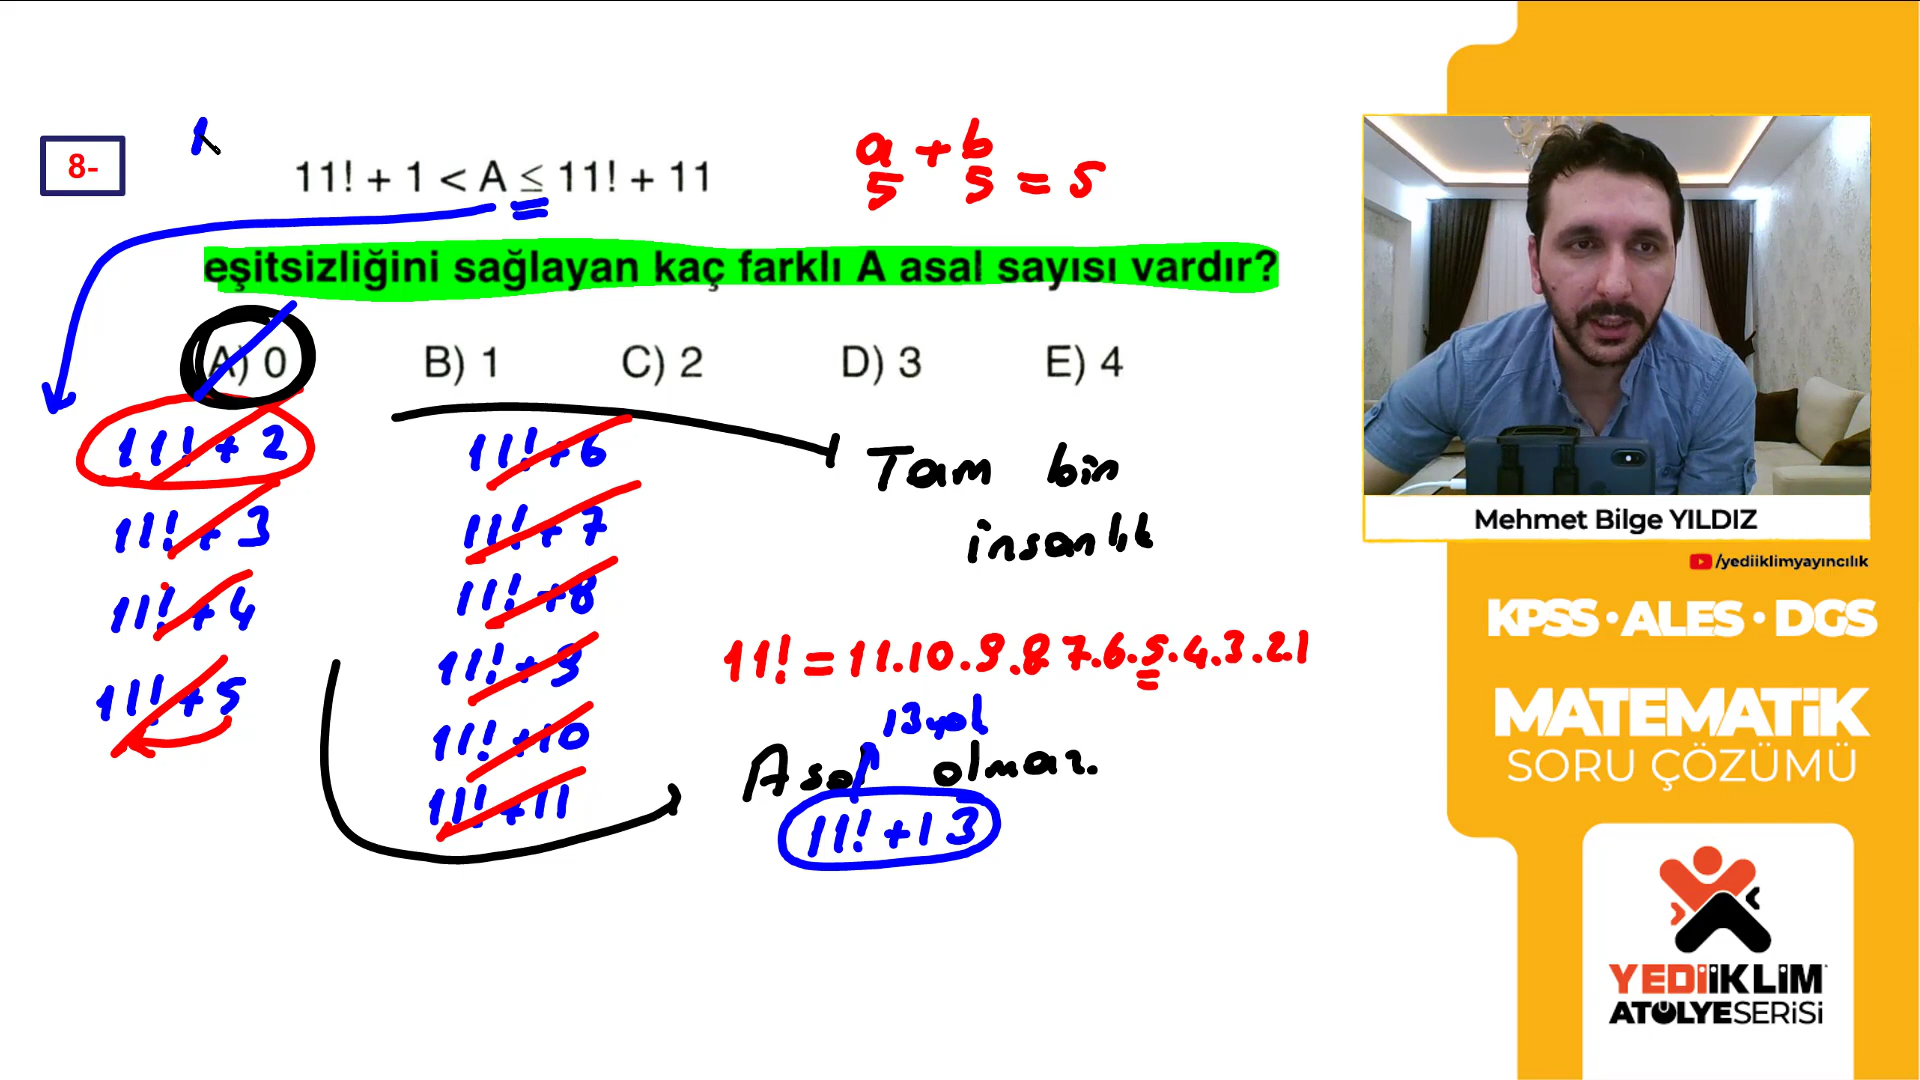 8-
11! + 1 < A ≤ 11! + 11
a/5 + b/5 = 5
eşitsizliğini sağlayan kaç farklı A asal sayısı vardır?
A) 0 B) 1 C) 2 D) 3 E) 4
11! + 2
11! + 3
11! + 4
11! + 5
11! + 6
11! + 7
11! + 8
11! + 9
11! + 10
11! + 11
Tam bin
insanlık
11! = 11.10.9.8.7.6.5.4.3.2.1
13 yok
Asal olmaz.
11! + 13
Mehmet Bilge YILDIZ
/yediiklimyayıncılık
KPSS • ALES • DGS
MATEMATİK
SORU ÇÖZÜMÜ
YEDİİKLİM
ATÖLYESERİSİ